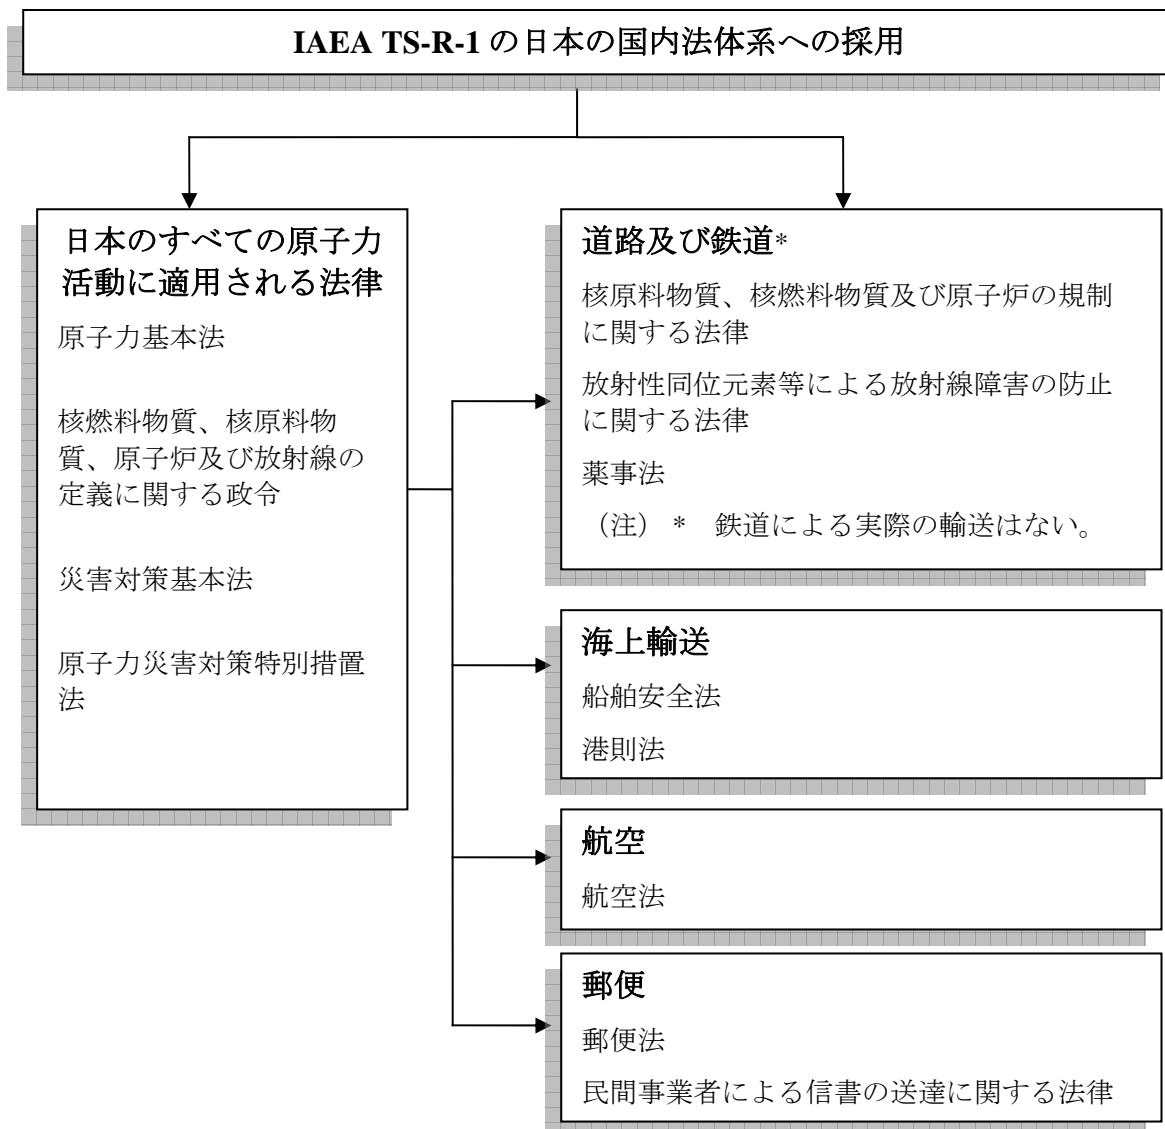 IAEA TS-R-1 の日本の国内法体系への採用
日本のすべての原子力
活動に適用される法律
原子力基本法
核燃料物質、核原料物
質、原子炉及び放射線の
定義に関する政令
災害対策基本法
原子力災害対策特別措置
法
道路及び鉄道*
核原料物質、核燃料物質及び原子炉の規制
に関する法律
放射性同位元素等による放射線障害の防止
に関する法律
薬事法
（注） * 鉄道による実際の輸送はない。
海上輸送
船舶安全法
港則法
航空
航空法
郵便
郵便法
民間事業者による信書の送達に関する法律